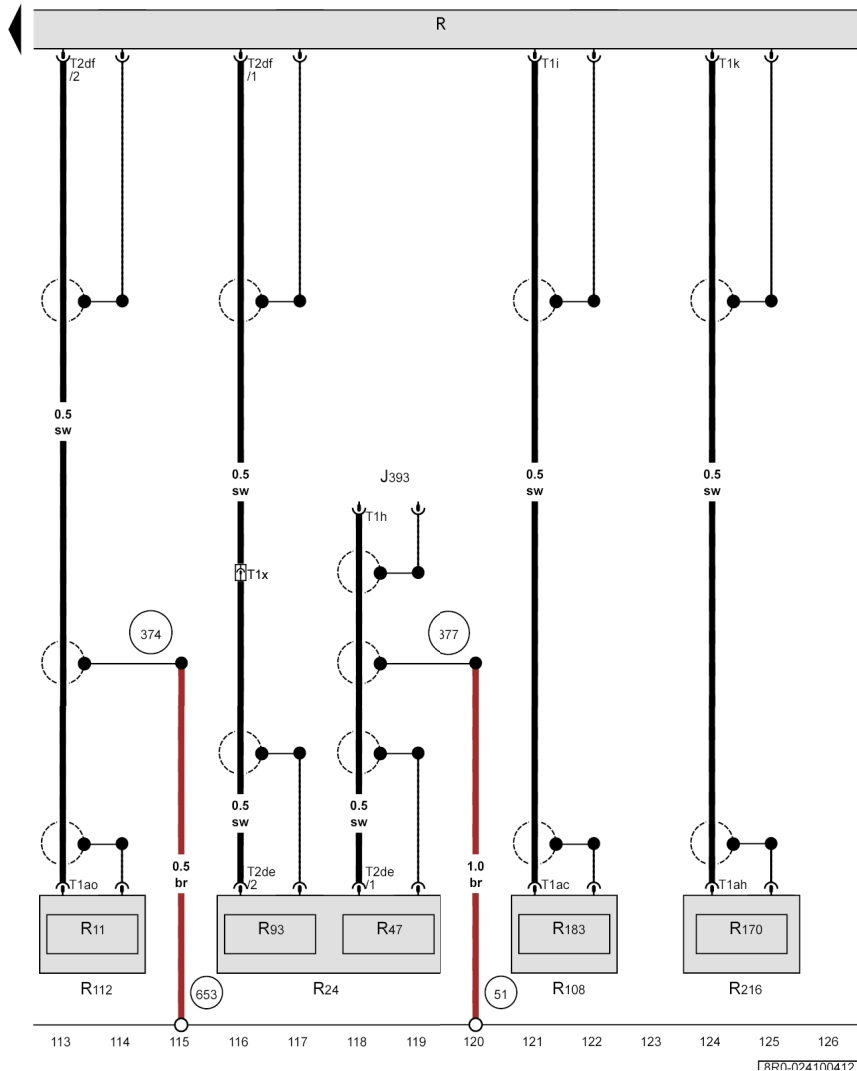 R
T2df
/2
T2df
/1
T1i
T1k
0.5
sw
0.5
sw
J393
0.5
sw
0.5
sw
T1h
T1x
374
377
0.5
sw
0.5
sw
0.5
br
1.0
br
T1ao
T2de
/2
T2de
/1
T1ac
T1ah
R11
R93
R47
R183
R170
R112
653
R24
51
R108
R216
113 114 115 116 117 118 119 120 121 122 123 124 125 126
8R0-024100412